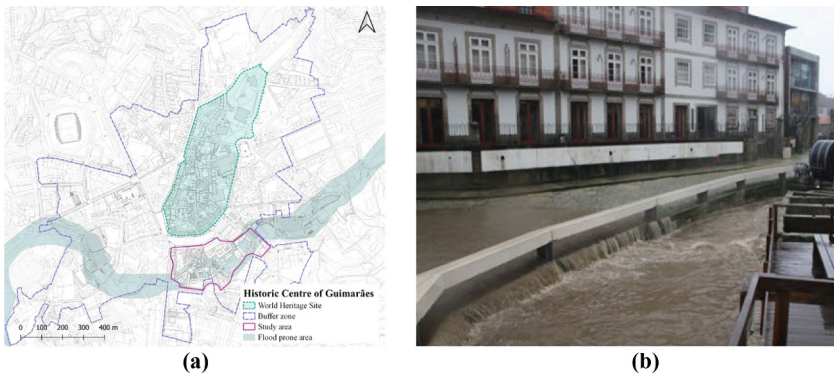 Historic Centre of Guimarães
World Heritage Site
Buffer zone
Study area
Flood prone area
0 100 200 300 400 m
(a)
(b)